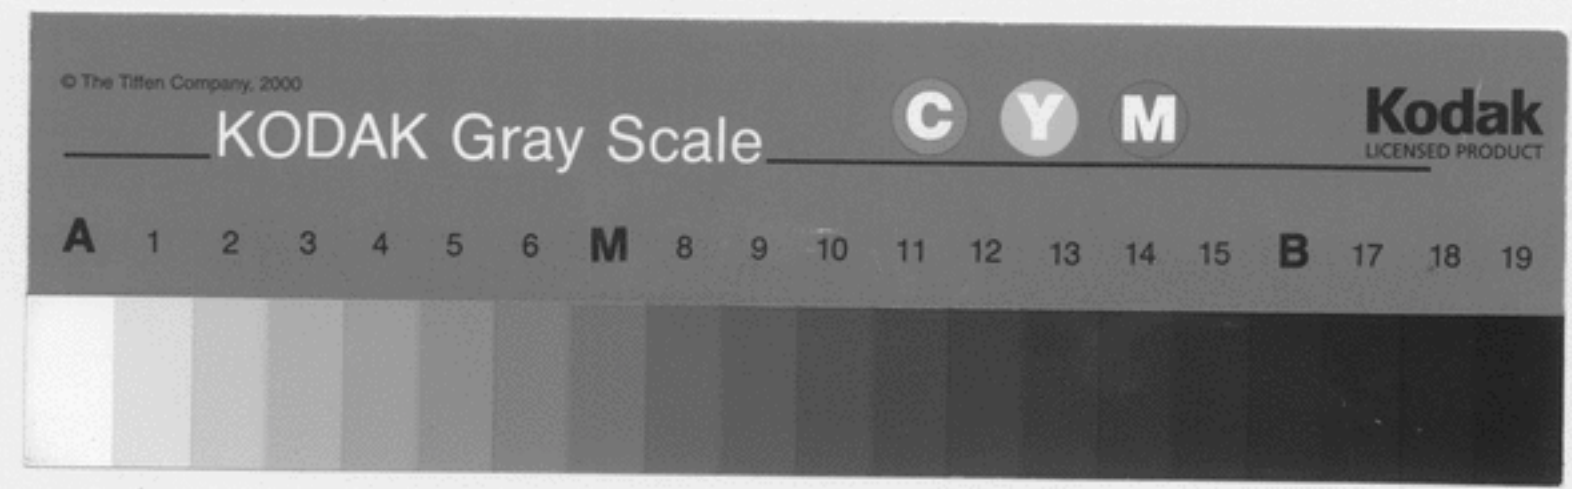 © The Tiffen Company, 2000
KODAK Gray Scale
C Y M
Kodak
LICENSED PRODUCT
A 1 2 3 4 5 6 M 8 9 10 11 12 13 14 15 B 17 18 19